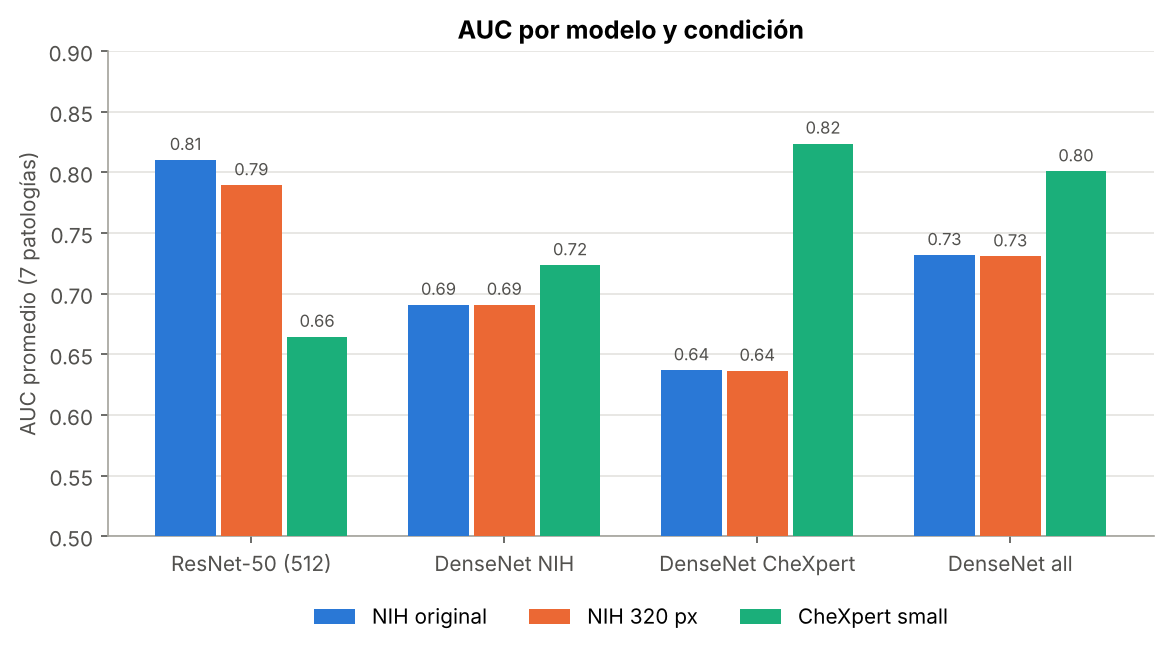 AUC por modelo y condición
AUC promedio (7 patologías)
0.90
0.85
0.80
0.75
0.70
0.65
0.60
0.55
0.50
0.81
0.79
0.66
0.69
0.69
0.72
0.64
0.64
0.82
0.73
0.73
0.80
ResNet-50 (512)
DenseNet NIH
DenseNet CheXpert
DenseNet all
NIH original
NIH 320 px
CheXpert small